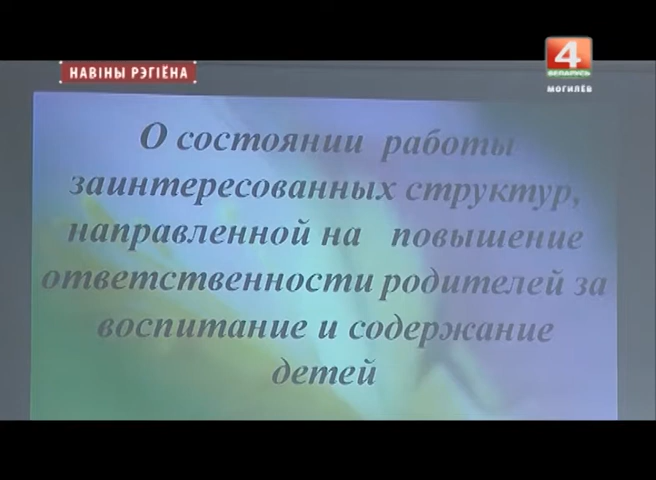 НАВІНЫ РЭГІЁНА
4
БЕЛАРУСЬ
МОГИЛЁВ
О состоянии работы
заинтересованных структур,
направленной на повышение
ответственности родителей за
воспитание и содержание
детей